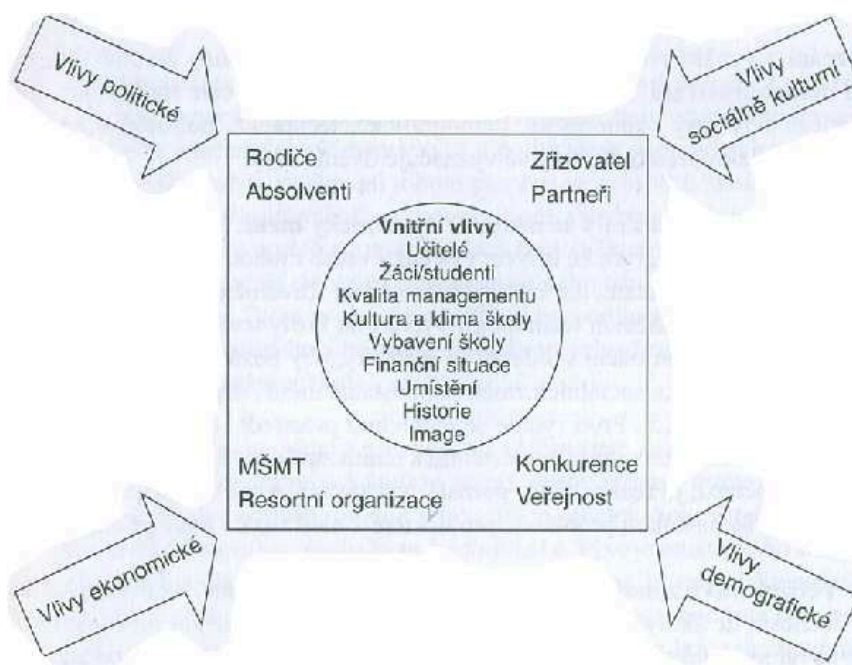 Vlivy politické
Vlivy
sociálně kulturní
Rodiče
Absolventi
Zřizovatel
Partneři
Vnitřní vlivy
Učitelé
Žáci/studenti
Kvalita managementu
Kultura a klima školy
Vybavení školy
Finanční situace
Umístění
Historie
Image
MŠMT
Resortní organizace
Konkurence
Veřejnost
Vlivy ekonomické
Vlivy
demografické